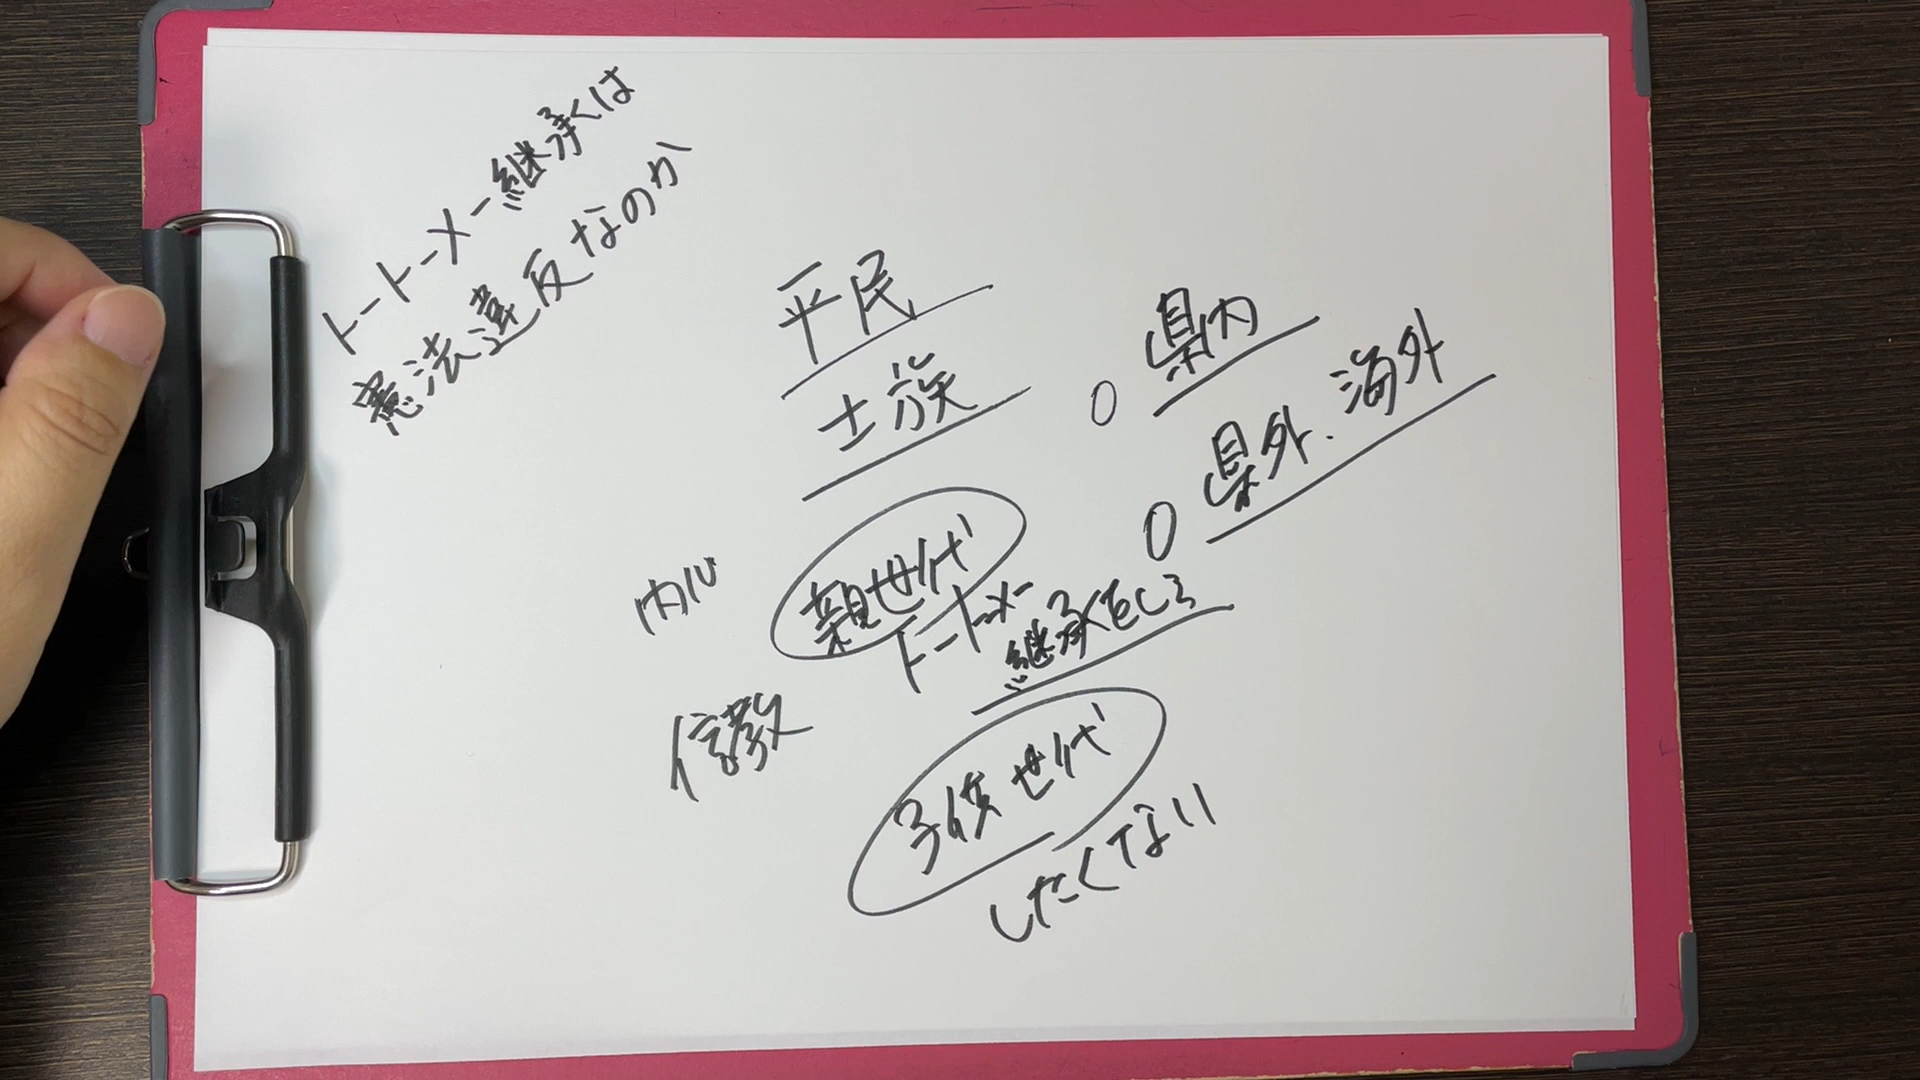 トートーメー継承は
憲法違反なのか
平民
士族
○ 県内
○ 県外、海外
内心
信教
親世代
トートーメー
継承をしろ
子供世代
したくない